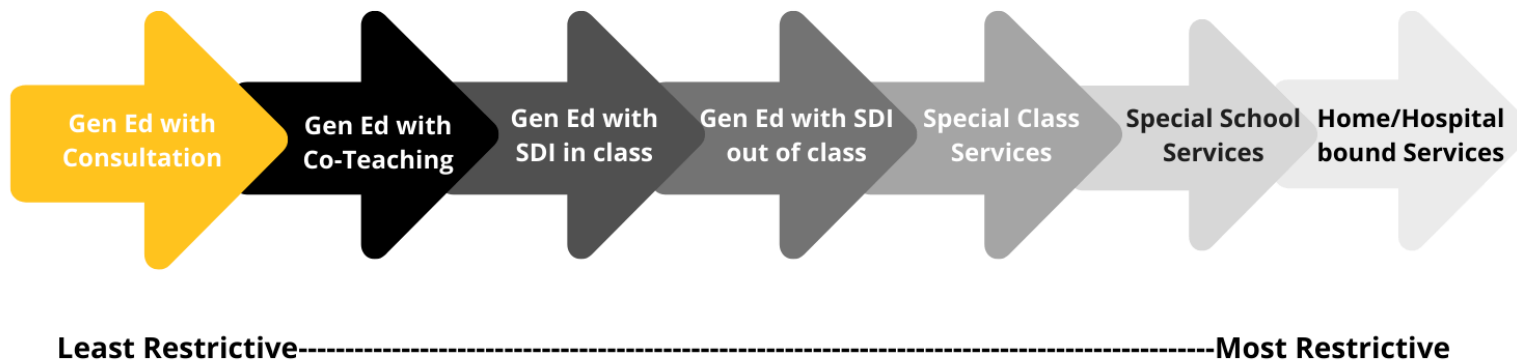 Gen Ed with
Consultation
Gen Ed with
Co-Teaching
Gen Ed with
SDI in class
Gen Ed with SDI
out of class
Special Class
Services
Special School
Services
Home/Hospital
bound Services
Least Restrictive--------------------------------------------------------------------------------------------------Most Restrictive